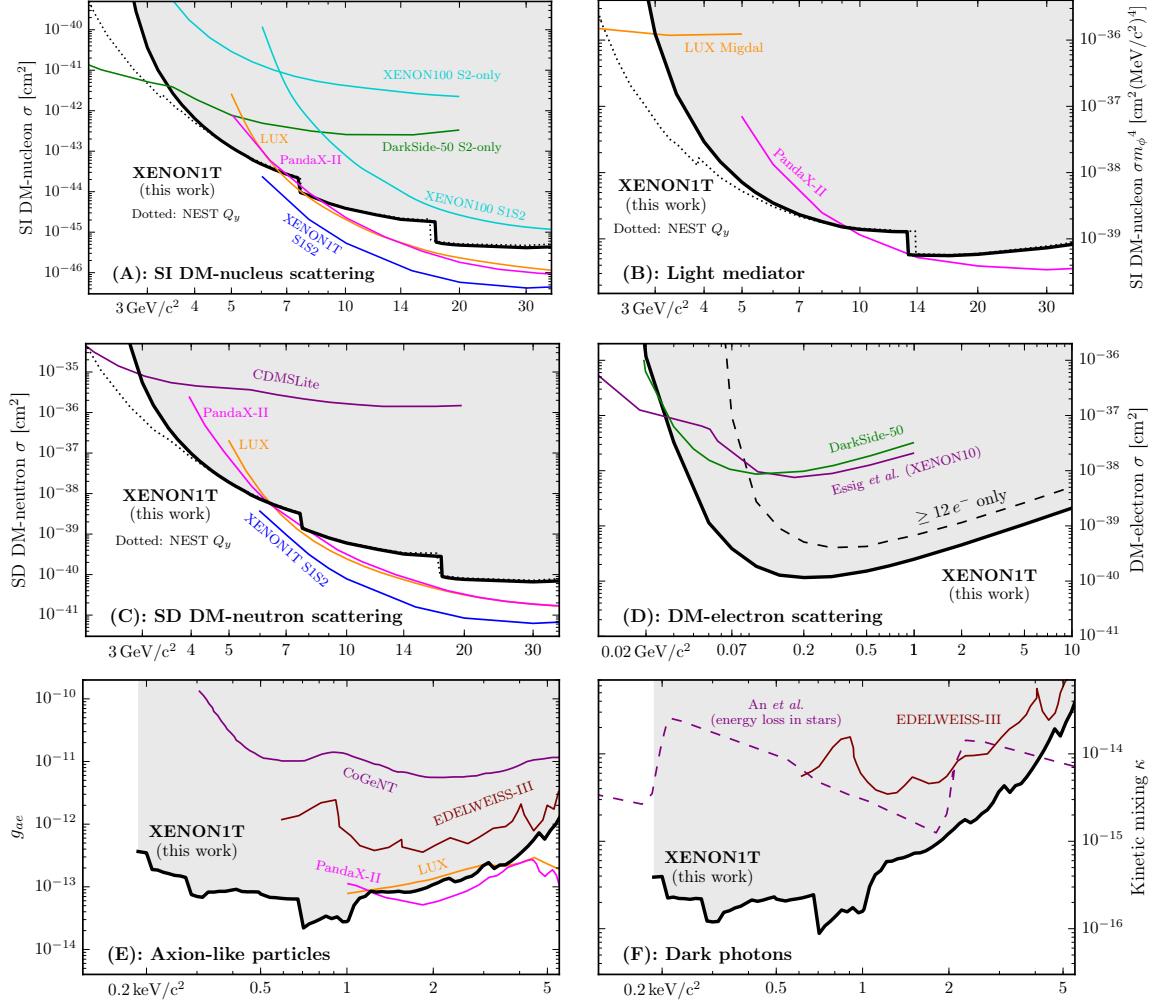 SI DM-nucleon σ [cm²]
10⁻⁴⁰
10⁻⁴¹
10⁻⁴²
10⁻⁴³
10⁻⁴⁴
10⁻⁴⁵
10⁻⁴⁶
XENON100 S2-only
LUX
DarkSide-50 S2-only
PandaX-II
XENON1T
(this work)
Dotted: NEST Q_y
XENON100 S1S2
XENON1T
S1S2
(A): SI DM-nucleus scattering
3 GeV/c² 4 5 7 10 14 20 30
LUX Migdal
PandaX-II
XENON1T
(this work)
Dotted: NEST Q_y
(B): Light mediator
3 GeV/c² 4 5 7 10 14 20 30
10⁻³⁶
10⁻³⁷
10⁻³⁸
10⁻³⁹
SI DM-nucleon σm_ϕ⁴ [cm²(MeV/c²)⁴]
SD DM-neutron σ [cm²]
10⁻³⁵
10⁻³⁶
10⁻³⁷
10⁻³⁸
10⁻³⁹
10⁻⁴⁰
10⁻⁴¹
CDMSLite
PandaX-II
LUX
XENON1T
(this work)
Dotted: NEST Q_y
XENON1T S1S2
(C): SD DM-neutron scattering
3 GeV/c² 4 5 7 10 14 20 30
DarkSide-50
Essig et al. (XENON10)
≥ 12 e⁻ only
XENON1T
(this work)
(D): DM-electron scattering
0.02 GeV/c² 0.07 0.2 0.5 1 2 5 10
10⁻³⁶
10⁻³⁷
10⁻³⁸
10⁻³⁹
10⁻⁴⁰
10⁻⁴¹
DM-electron σ [cm²]
g_ae
10⁻¹⁰
10⁻¹¹
10⁻¹²
10⁻¹³
10⁻¹⁴
CoGeNT
EDELWEISS-III
XENON1T
(this work)
PandaX-II
LUX
(E): Axion-like particles
0.2 keV/c² 0.5 1 2 5
An et al.
(energy loss in stars)
EDELWEISS-III
XENON1T
(this work)
(F): Dark photons
0.2 keV/c² 0.5 1 2 5
10⁻¹⁴
10⁻¹⁵
10⁻¹⁶
Kinetic mixing κ